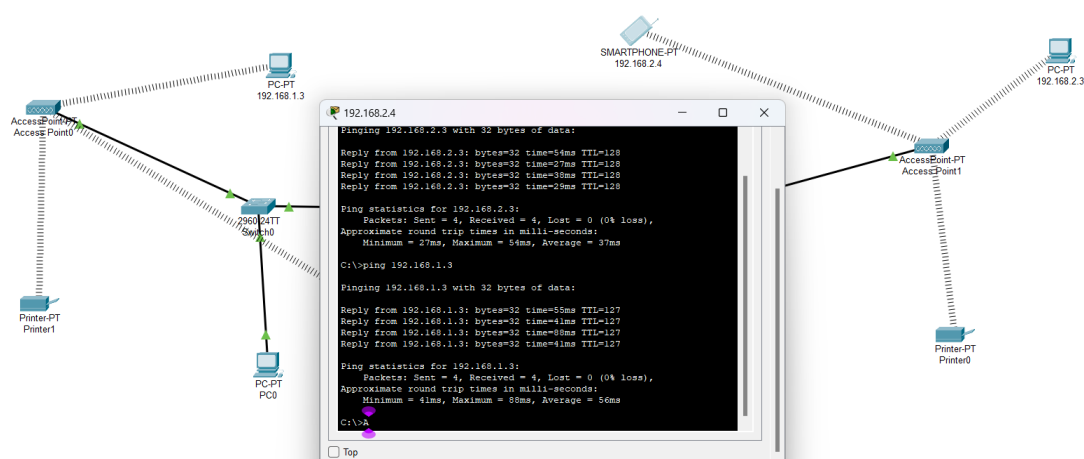 SMARTPHONE-PT
192.168.2.4
PC-PT
192.168.1.3
PC-PT
192.168.2.3
AccessPoint-PT
Access Point0
192.168.2.4
Pinging 192.168.2.3 with 32 bytes of data:
Reply from 192.168.2.3: bytes=32 time=54ms TTL=128
Reply from 192.168.2.3: bytes=32 time=27ms TTL=128
Reply from 192.168.2.3: bytes=32 time=38ms TTL=128
Reply from 192.168.2.3: bytes=32 time=29ms TTL=128
Ping statistics for 192.168.2.3:
Packets: Sent = 4, Received = 4, Lost = 0 (0% loss),
Approximate round trip times in milli-seconds:
Minimum = 27ms, Maximum = 54ms, Average = 37ms
C:\>ping 192.168.1.3
Pinging 192.168.1.3 with 32 bytes of data:
Reply from 192.168.1.3: bytes=32 time=55ms TTL=127
Reply from 192.168.1.3: bytes=32 time=41ms TTL=127
Reply from 192.168.1.3: bytes=32 time=88ms TTL=127
Reply from 192.168.1.3: bytes=32 time=41ms TTL=127
Ping statistics for 192.168.1.3:
Packets: Sent = 4, Received = 4, Lost = 0 (0% loss),
Approximate round trip times in milli-seconds:
Minimum = 41ms, Maximum = 88ms, Average = 56ms
C:\>A
Top
AccessPoint-PT
Access Point1
2960-24TT
Switch0
Printer-PT
Printer1
Printer-PT
Printer0
PC-PT
PC0